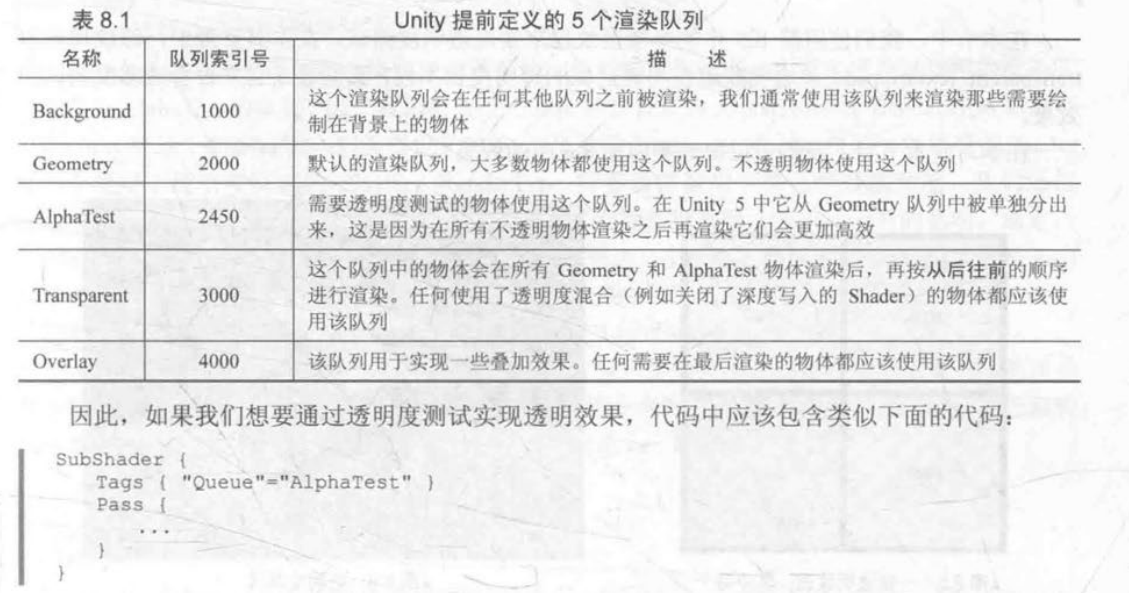 表 8.1 Unity 提前定义的 5 个渲染队列
名称 队列索引号 描 述
Background 1000 这个渲染队列会在任何其他队列之前被渲染，我们通常使用该队列来渲染那些需要绘
制在背景上的物体
Geometry 2000 默认的渲染队列，大多数物体都使用这个队列。不透明物体使用这个队列
AlphaTest 2450 需要透明度测试的物体使用这个队列。在 Unity 5 中它从 Geometry 队列中被单独分出
来，这是因为在所有不透明物体渲染之后再渲染它们会更加高效
Transparent 3000 这个队列中的物体会在所有 Geometry 和 AlphaTest 物体渲染后，再按从后往前的顺序
进行渲染。任何使用了透明度混合（例如关闭了深度写入的 Shader）的物体都应该使
用该队列
Overlay 4000 该队列用于实现一些叠加效果。任何需要在最后渲染的物体都应该使用该队列
因此，如果我们想要通过透明度测试实现透明效果，代码中应该包含类似下面的代码：
SubShader {
Tags { "Queue"="AlphaTest" }
Pass {
...
}
}